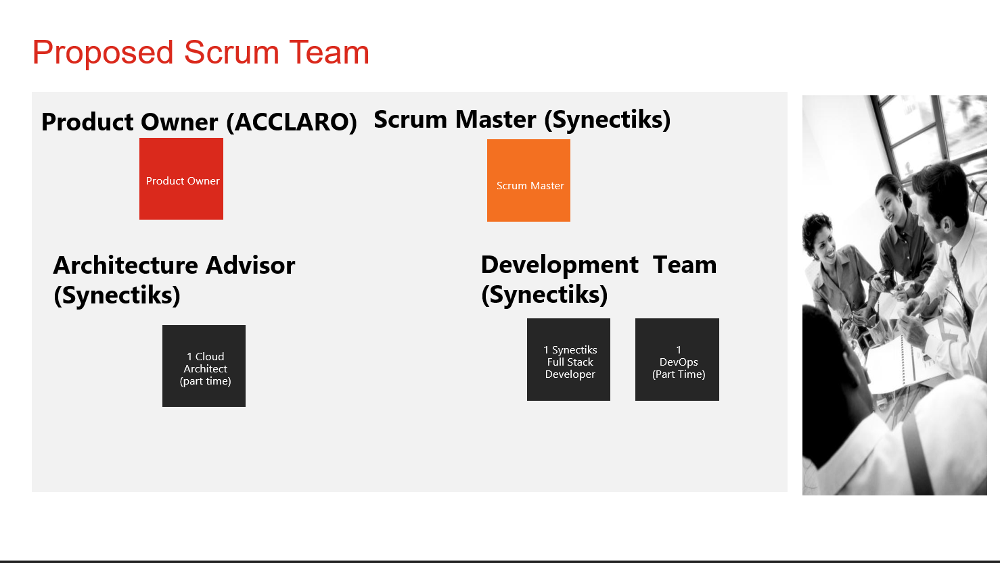 Proposed Scrum Team
Product Owner (ACCLARO)
Scrum Master (Synectiks)
Product Owner
Scrum Master
Architecture Advisor
(Synectiks)
Development  Team
(Synectiks)
1 Cloud
Architect
(part time)
1 Synectiks
Full Stack
Developer
1
DevOps
(Part Time)